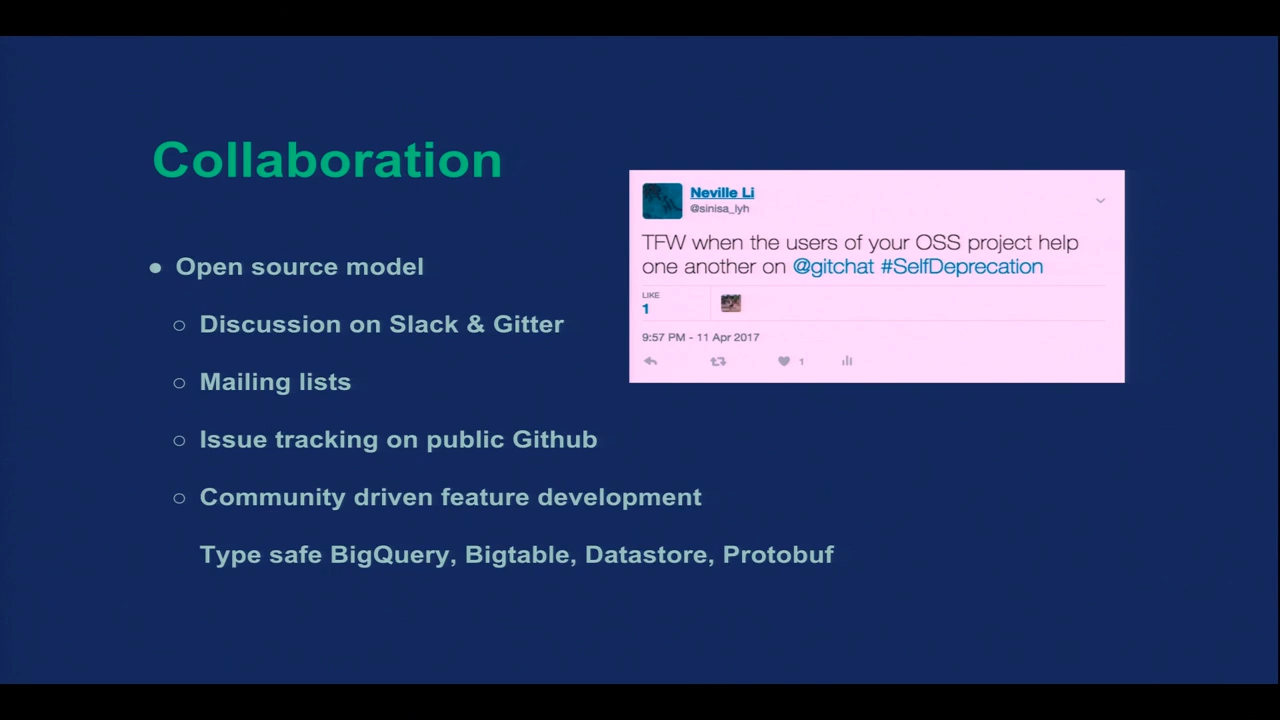 Collaboration
● Open source model
○ Discussion on Slack & Gitter
○ Mailing lists
○ Issue tracking on public Github
○ Community driven feature development
Type safe BigQuery, Bigtable, Datastore, Protobuf
Neville Li
@sinisa_lyh
TFW when the users of your OSS project help
one another on @gitchat #SelfDeprecation
LIKE
1
9:57 PM - 11 Apr 2017
1